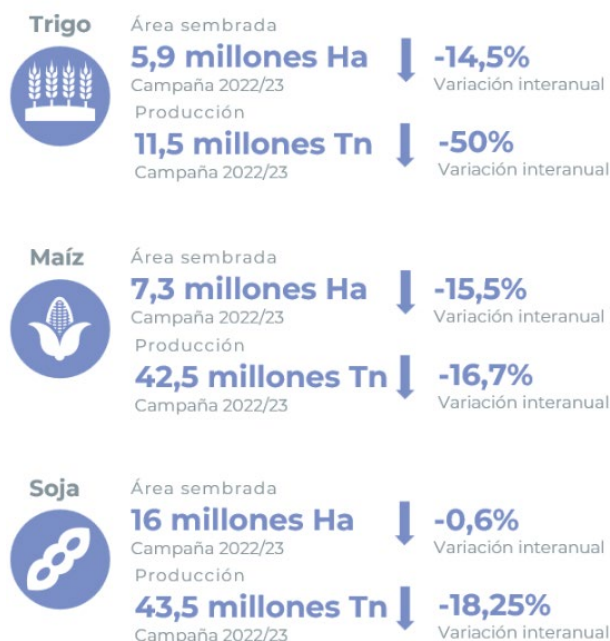 Trigo
Área sembrada
5,9 millones Ha
-14,5%
Campaña 2022/23
Variación interanual
Producción
11,5 millones Tn
-50%
Campaña 2022/23
Variación interanual
Maíz
Área sembrada
7,3 millones Ha
-15,5%
Campaña 2022/23
Variación interanual
Producción
42,5 millones Tn
-16,7%
Campaña 2022/23
Variación interanual
Soja
Área sembrada
16 millones Ha
-0,6%
Campaña 2022/23
Variación interanual
Producción
43,5 millones Tn
-18,25%
Campaña 2022/23
Variación interanual